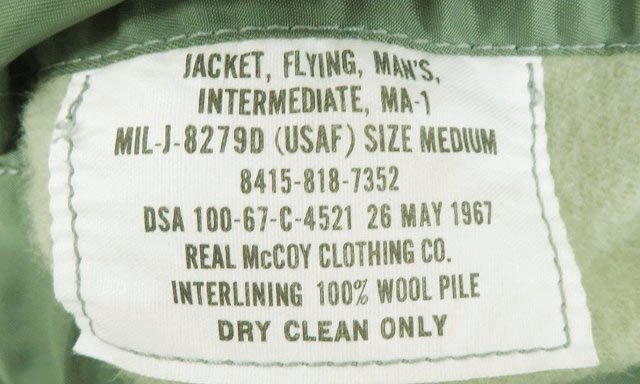 JACKET, FLYING, MAN'S,
INTERMEDIATE, MA-1
MIL-J-8279D (USAF) SIZE MEDIUM
8415-818-7352
DSA 100-67-C-4521 26 MAY 1967
REAL McCOY CLOTHING CO.
INTERLINING 100% WOOL PILE
DRY CLEAN ONLY